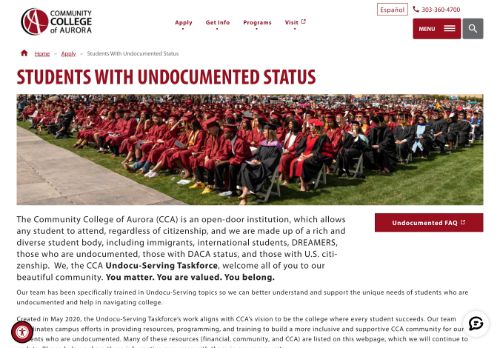 COMMUNITY
COLLEGE
of AURORA
Español
303-360-4700
Apply
Get Info
Programs
Visit
MENU
Home – Apply – Students With Undocumented Status
STUDENTS WITH UNDOCUMENTED STATUS
The Community College of Aurora (CCA) is an open-door institution, which allows
any student to attend, regardless of citizenship, and we are made up of a rich and
diverse student body, including immigrants, international students, DREAMERS,
those who are undocumented, those with DACA status, and those with U.S. citi-
zenship. We, the CCA Undocu-Serving Taskforce, welcome all of you to our
beautiful community. You matter. You are valued. You belong.
Undocumented FAQ
Our team has been specifically trained in Undocu-Serving topics so we can better understand and support the unique needs of students who are
undocumented and help in navigating college.
Created in May 2020, the Undocu-Serving Taskforce's work aligns with CCA's vision to be the college where every student succeeds. Our team
dinates campus efforts in providing resources, programming, and training to build a more inclusive and supportive CCA community for our
ents who are undocumented. Many of these resources (financial, community, and CCA) are listed on this webpage, which we will continue to